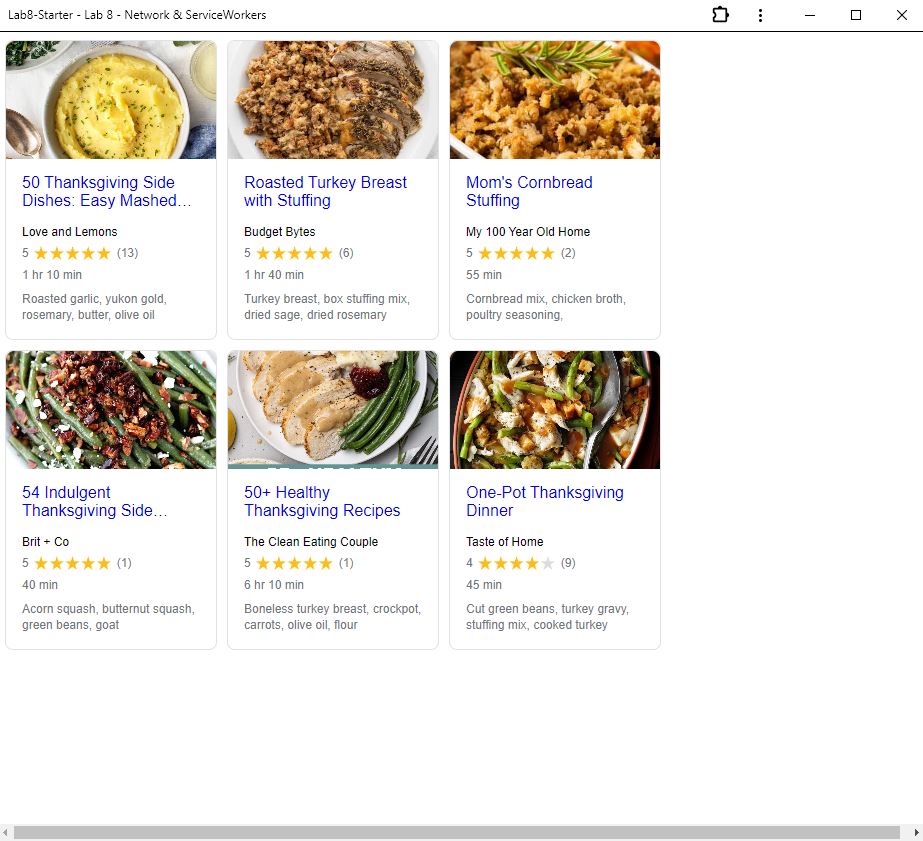 Lab8-Starter - Lab 8 - Network & ServiceWorkers
50 Thanksgiving Side
Dishes: Easy Mashed…
Love and Lemons
5 (13)
1 hr 10 min
Roasted garlic, yukon gold,
rosemary, butter, olive oil
Roasted Turkey Breast
with Stuffing
Budget Bytes
5 (6)
1 hr 40 min
Turkey breast, box stuffing mix,
dried sage, dried rosemary
Mom's Cornbread
Stuffing
My 100 Year Old Home
5 (2)
55 min
Cornbread mix, chicken broth,
poultry seasoning,
54 Indulgent
Thanksgiving Side…
Brit + Co
5 (1)
40 min
Acorn squash, butternut squash,
green beans, goat
50+ Healthy
Thanksgiving Recipes
The Clean Eating Couple
5 (1)
6 hr 10 min
Boneless turkey breast, crockpot,
carrots, olive oil, flour
One-Pot Thanksgiving
Dinner
Taste of Home
4 (9)
45 min
Cut green beans, turkey gravy,
stuffing mix, cooked turkey